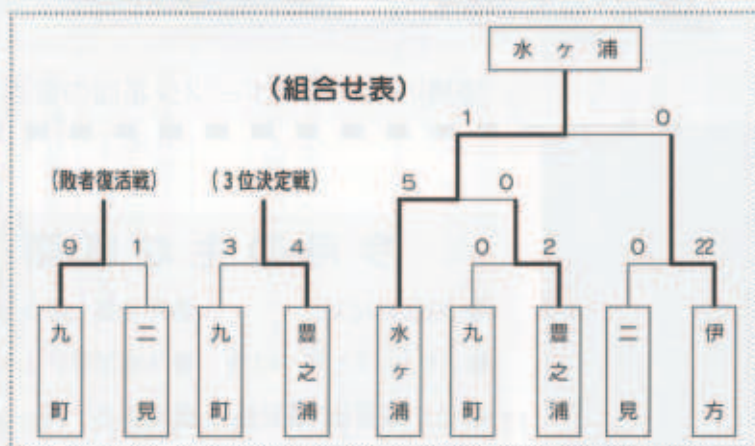 水ヶ浦
(組合せ表)
1 0
(敗者復活戦) (3位決定戦) 5 0
9 1 3 4 0 2 0 22
九町 二見 九町 豊之浦 水ヶ浦 九町 豊之浦 二見 伊方